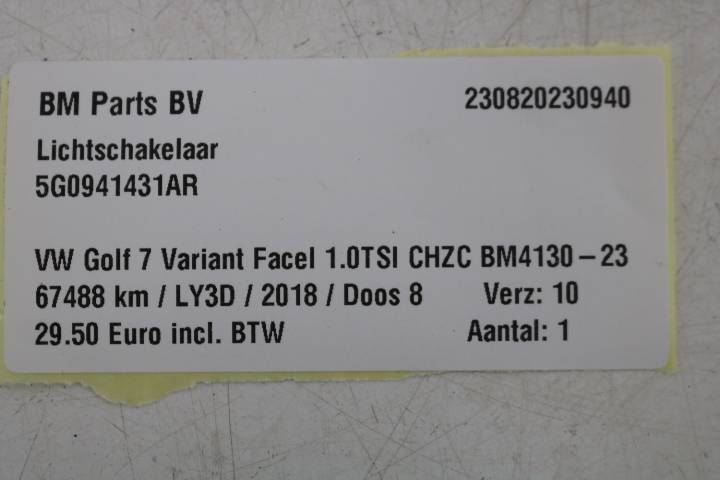 BM Parts BV 230820230940
Lichtschakelaar
5G0941431AR
VW Golf 7 Variant Facel 1.0TSI CHZC BM4130-23
67488 km / LY3D / 2018 / Doos 8 Verz: 10
29.50 Euro incl. BTW Aantal: 1